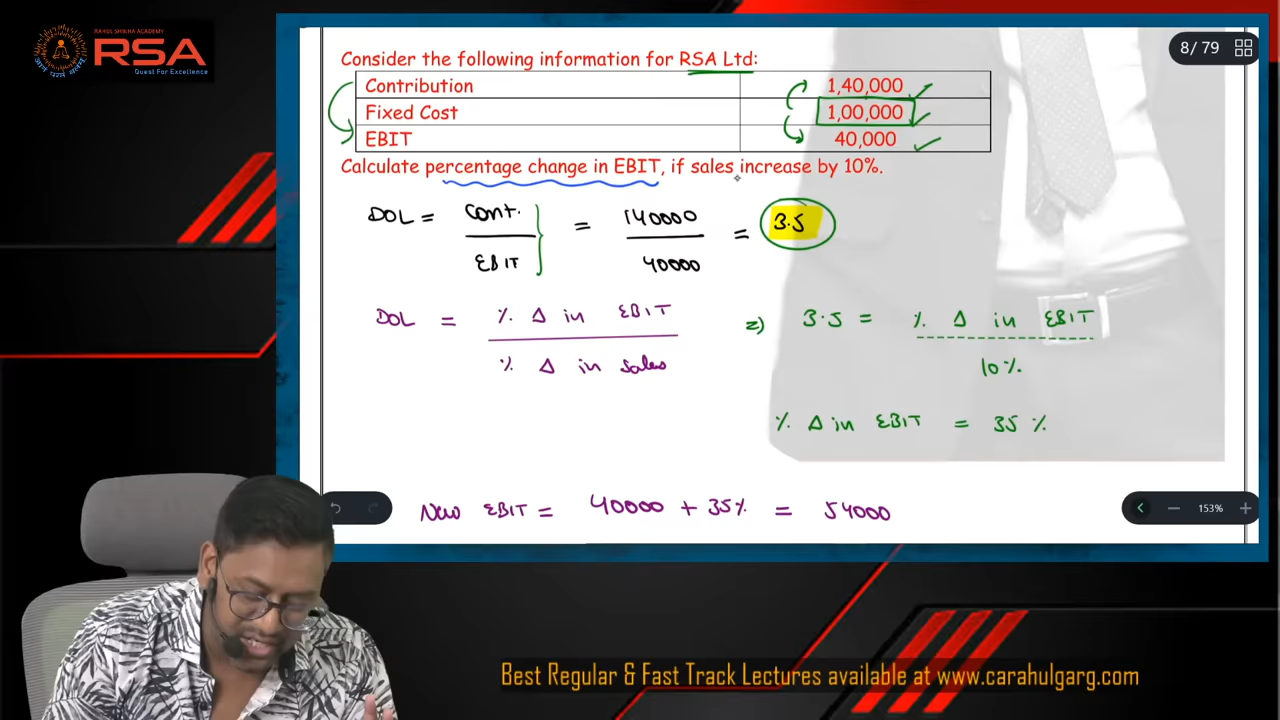 RAHUL SHIKHA ACADEMY
RSA
Quest For Excellence
8 / 79
Consider the following information for RSA Ltd:
Contribution 1,40,000
Fixed Cost 1,00,000
EBIT 40,000
Calculate percentage change in EBIT, if sales increase by 10%.
DOL = Cont. / EBIT = 140000 / 40000 = 3.5
DOL = % Δ in EBIT / % Δ in Sales
=) 3.5 = % Δ in EBIT / 10%
% Δ in EBIT = 35 %
New EBIT = 40000 + 35% = 54000
153%
Best Regular & Fast Track Lectures available at www.carahulgarg.com